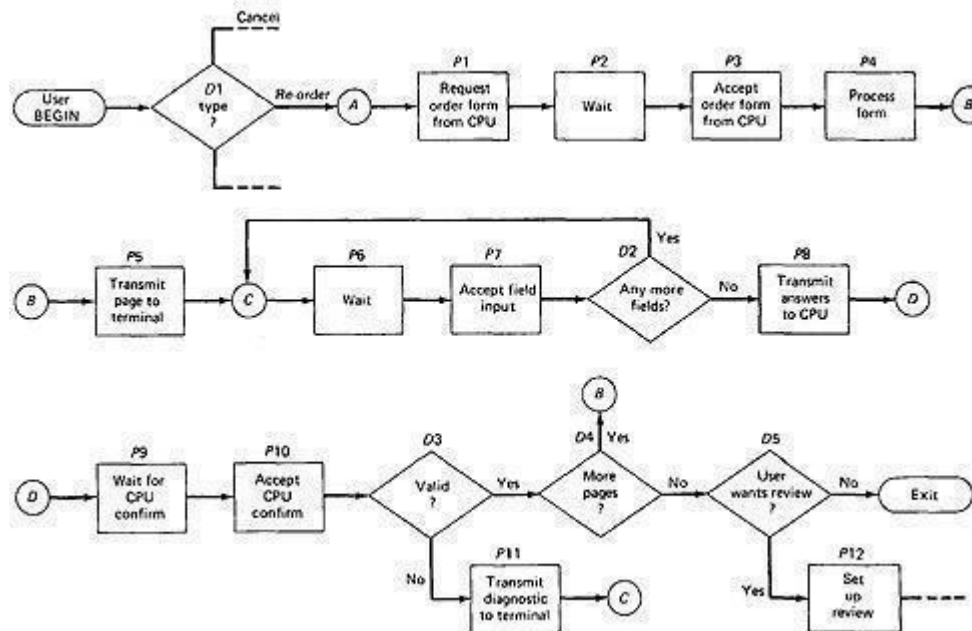 Cancel
P1
P2
P3
P4
User
BEGIN
D1
type
?
Re-order
A
Request
order form
from CPU
Wait
Accept
order form
from CPU
Process
form
B
P5
P6
P7
D2
Yes
P8
B
Transmit
page to
terminal
C
Wait
Accept field
input
Any more
fields?
No
Transmit
answers
to CPU
D
B
P9
P10
D3
D4
Yes
D5
D
Wait for
CPU
confirm
Accept
CPU
confirm
Valid
?
Yes
More
pages
?
No
User
wants review
?
No
Exit
No
P11
Transmit
diagnostic
to terminal
C
Yes
P12
Set
up
review